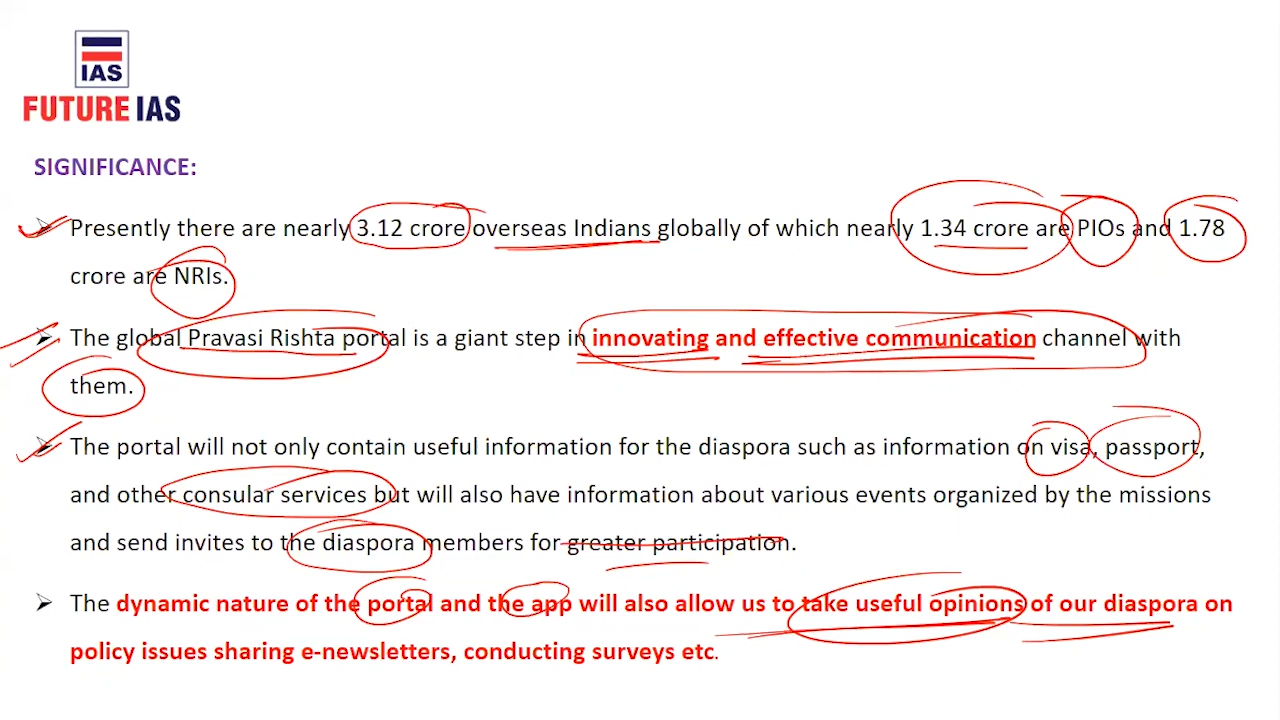 IAS
FUTURE IAS
SIGNIFICANCE:
➢ Presently there are nearly 3.12 crore overseas Indians globally of which nearly 1.34 crore are PIOs and 1.78
crore are NRIs.
➢ The global Pravasi Rishta portal is a giant step in innovating and effective communication channel with
them.
➢ The portal will not only contain useful information for the diaspora such as information on visa, passport,
and other consular services but will also have information about various events organized by the missions
and send invites to the diaspora members for greater participation.
➢ The dynamic nature of the portal and the app will also allow us to take useful opinions of our diaspora on
policy issues sharing e-newsletters, conducting surveys etc.